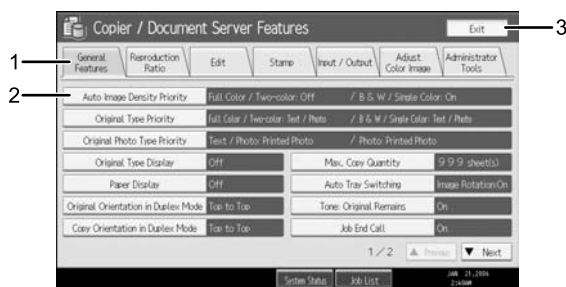 Copier / Document Server Features
Exit
3
1
General Features
Reproduction Ratio
Edit
Stamp
Input / Output
Adjust Color Image
Administrator Tools
2
Auto Image Density Priority
Full Color / Two-color: Off / B & W / Single Color: On
Original Type Priority
Full Color / Two-color: Text / Photo / B & W / Single Color: Text / Photo
Original Photo Type Priority
Text / Photo: Printed Photo / Photo: Printed Photo
Original Type Display
Off
Max. Copy Quantity
999 sheet(s)
Paper Display
Off
Auto Tray Switching
Image Rotation:On
Original Orientation in Duplex Mode
Top to Top
Tone: Original Remains
On
Copy Orientation in Duplex Mode
Top to Top
Job End Call
On
1/2
▲ Previous
▼ Next
System Status
Job List
JAN 21,2006
2:40AM